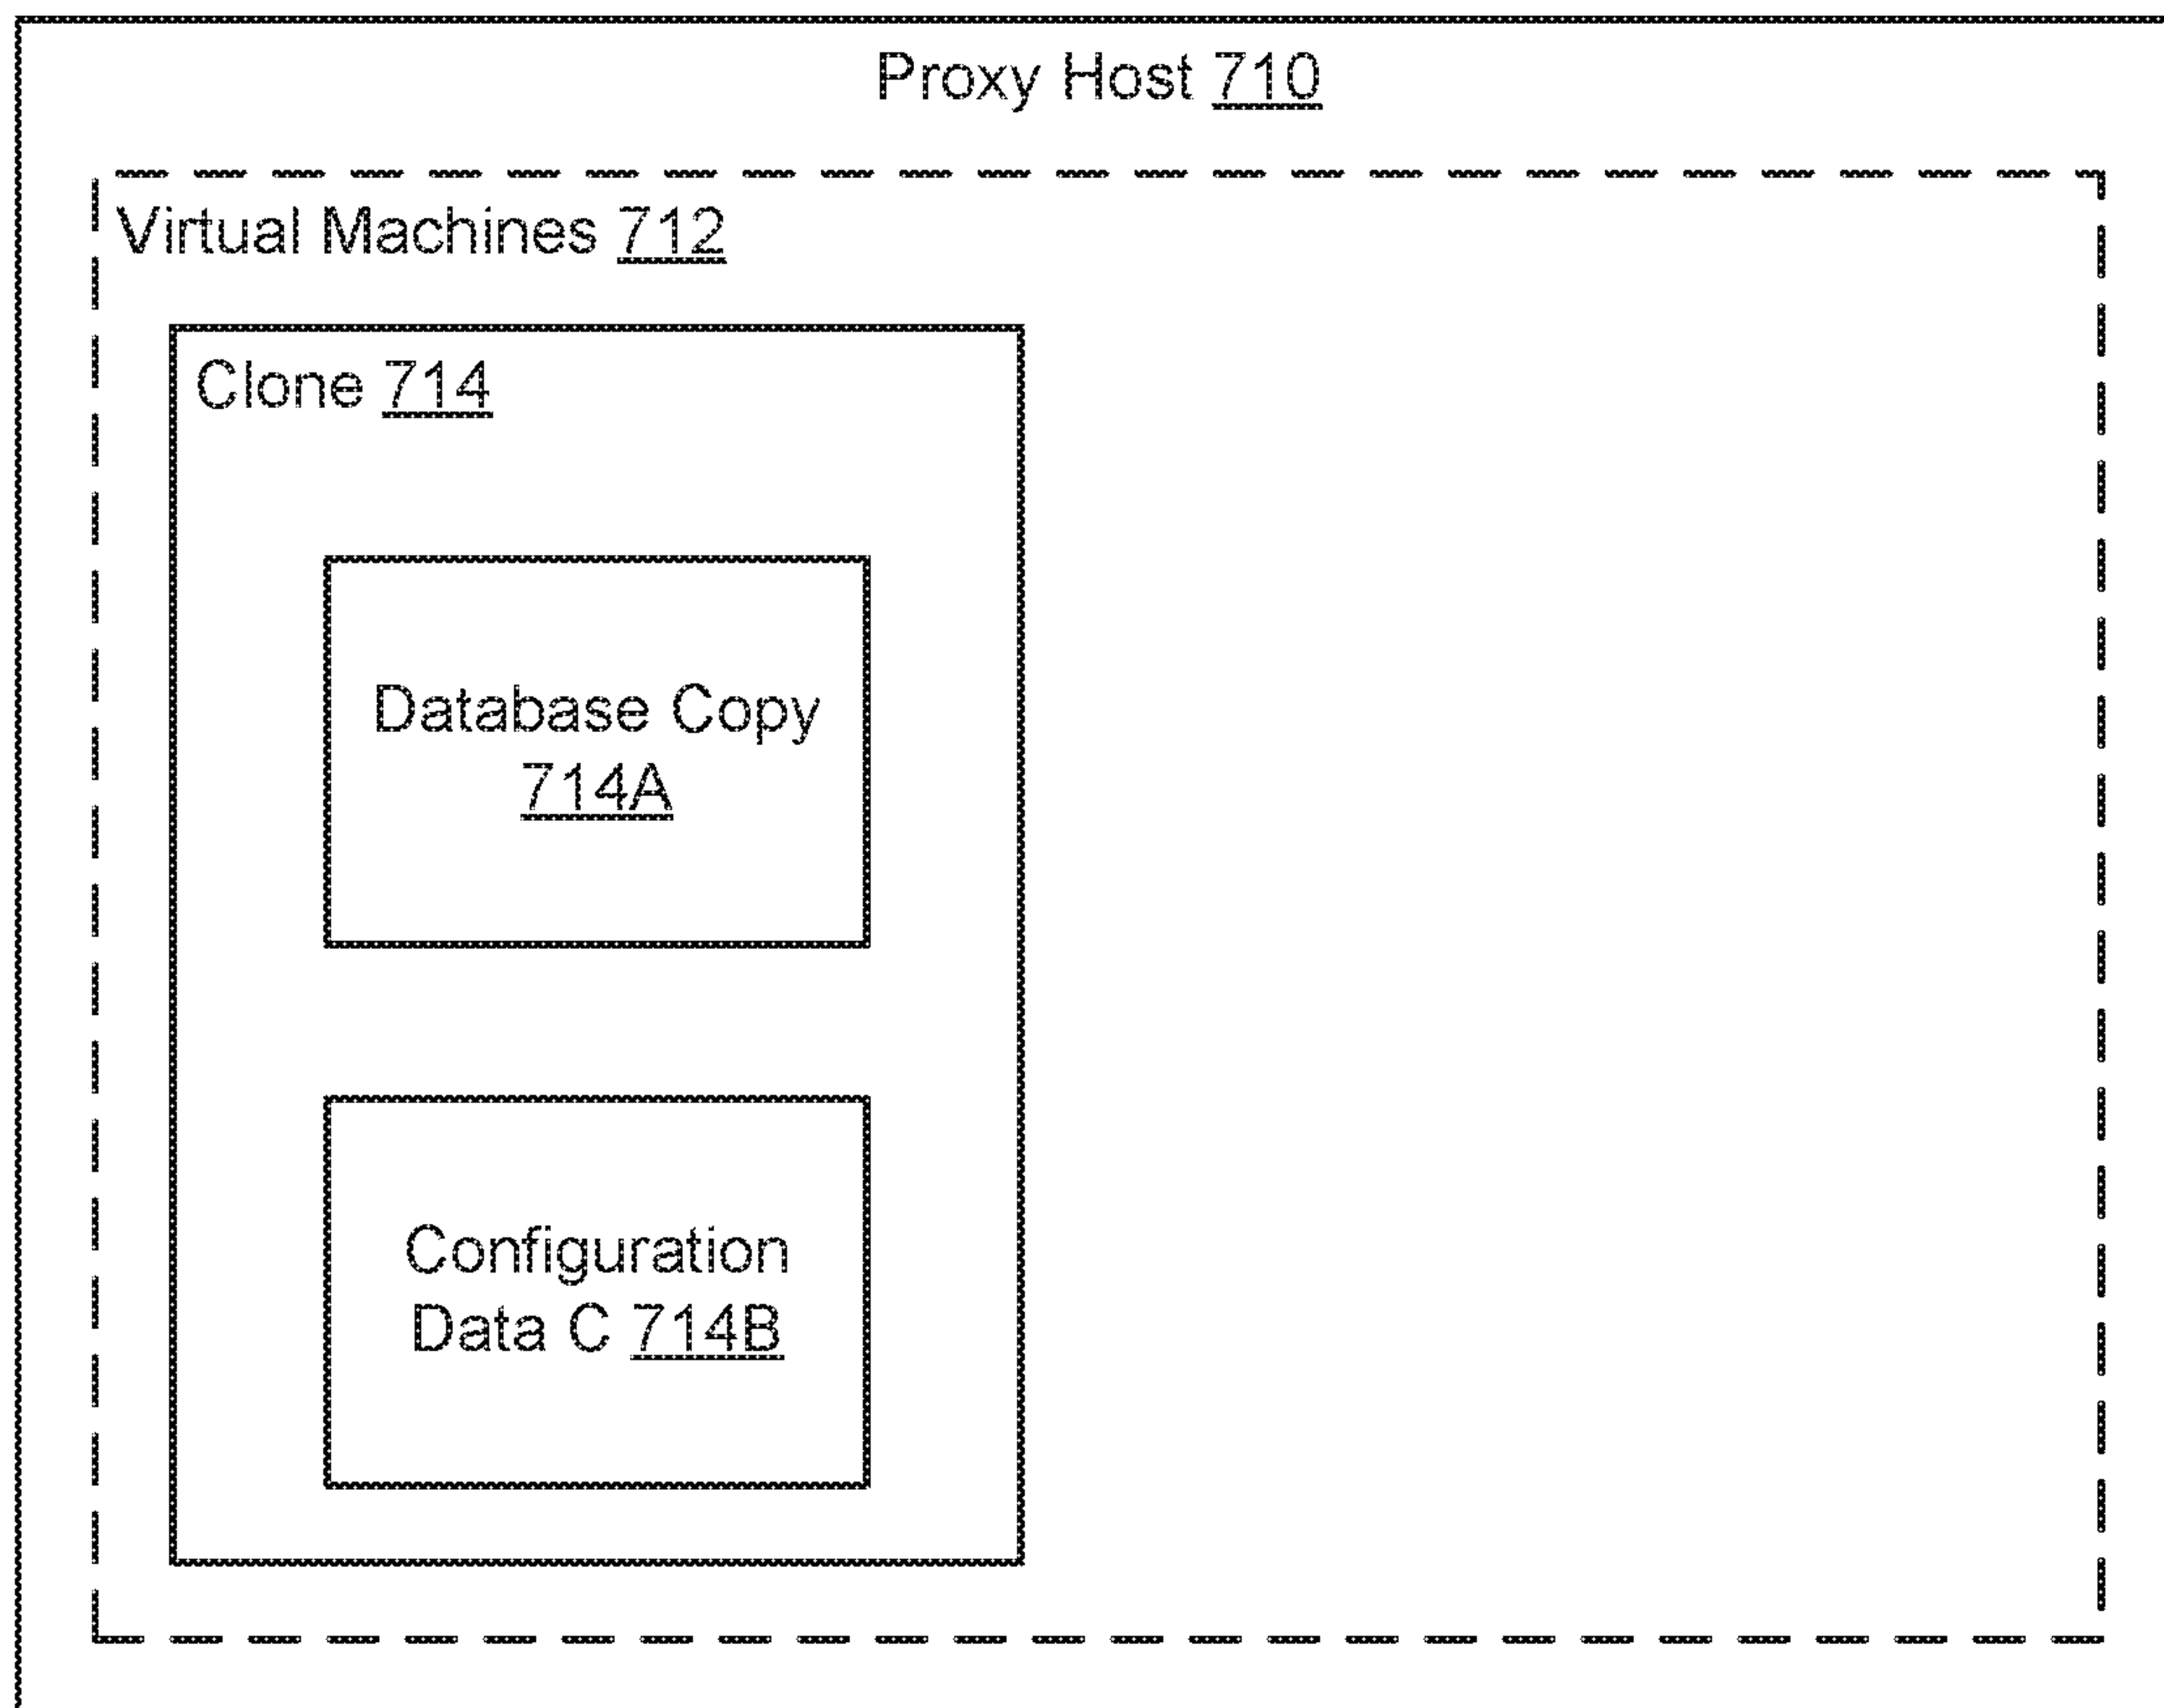 Proxy Host 710
Virtual Machines 712
Clone 714
Database Copy
714A
Configuration
Data C 714B